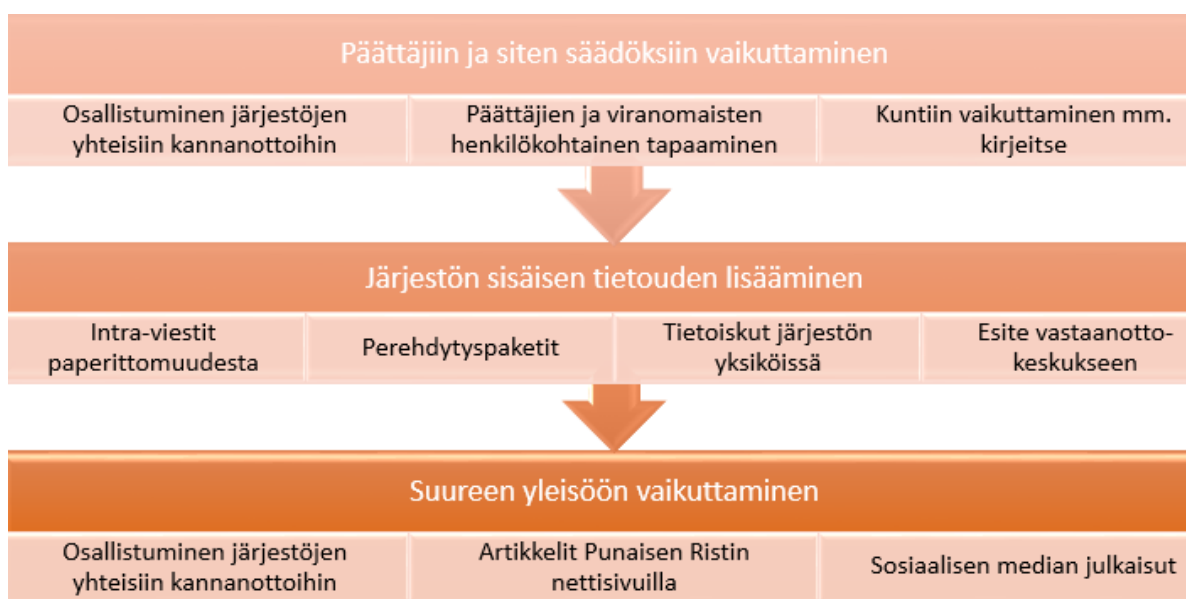 Päättäjiin ja siten säädöksiin vaikuttaminen
Osallistuminen järjestöjen
yhteisiin kannanottoihin
Päättäjien ja viranomaisten
henkilökohtainen tapaaminen
Kuntiin vaikuttaminen mm.
kirjeitse
Järjestön sisäisen tietouden lisääminen
Intra-viestit
paperittomuudesta
Perehdytyspaketit
Tietoiskut järjestön
yksiköissä
Esite vastaanotto-
keskukseen
Suureen yleisöön vaikuttaminen
Osallistuminen järjestöjen
yhteisiin kannanottoihin
Artikkelit Punaisen Ristin
nettisivuilla
Sosiaalisen median julkaisut